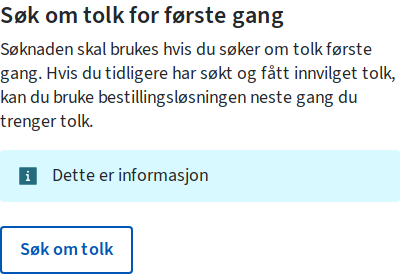 Søk om tolk for første gang
Søknaden skal brukes hvis du søker om tolk første
gang. Hvis du tidligere har søkt og fått innvilget tolk,
kan du bruke bestillingsløsningen neste gang du
trenger tolk.
Dette er informasjon
Søk om tolk